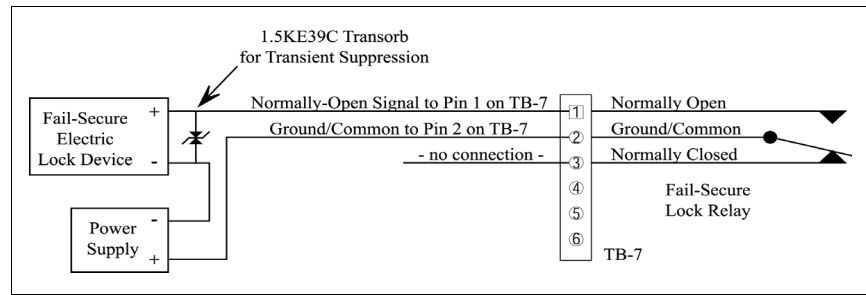 1.5KE39C Transorb
for Transient Suppression
Fail-Secure
Electric
Lock Device
+
-
Normally-Open Signal to Pin 1 on TB-7
1
Normally Open
Ground/Common to Pin 2 on TB-7
2
Ground/Common
- no connection -
3
Normally Closed
4
5
6
Fail-Secure
Lock Relay
Power
Supply
-
+
TB-7